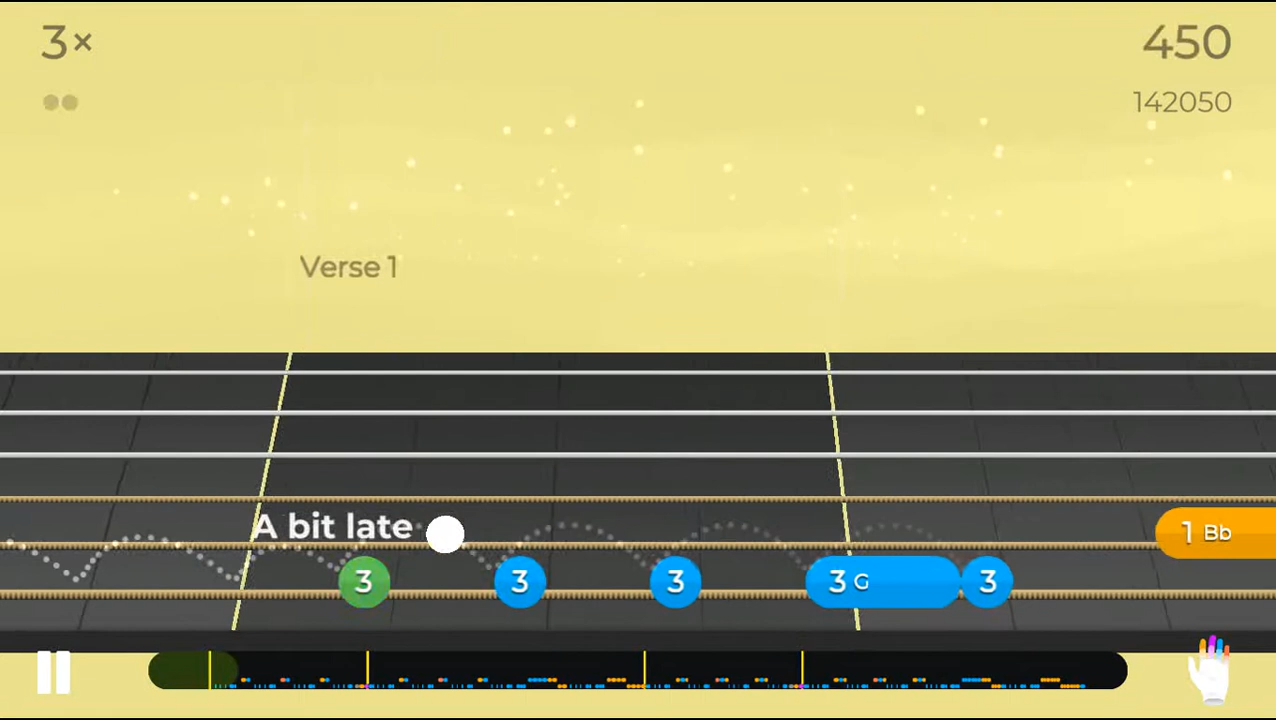 3×
450
142050
Verse 1
A bit late
1 Bb
3 3 3 3 G 3